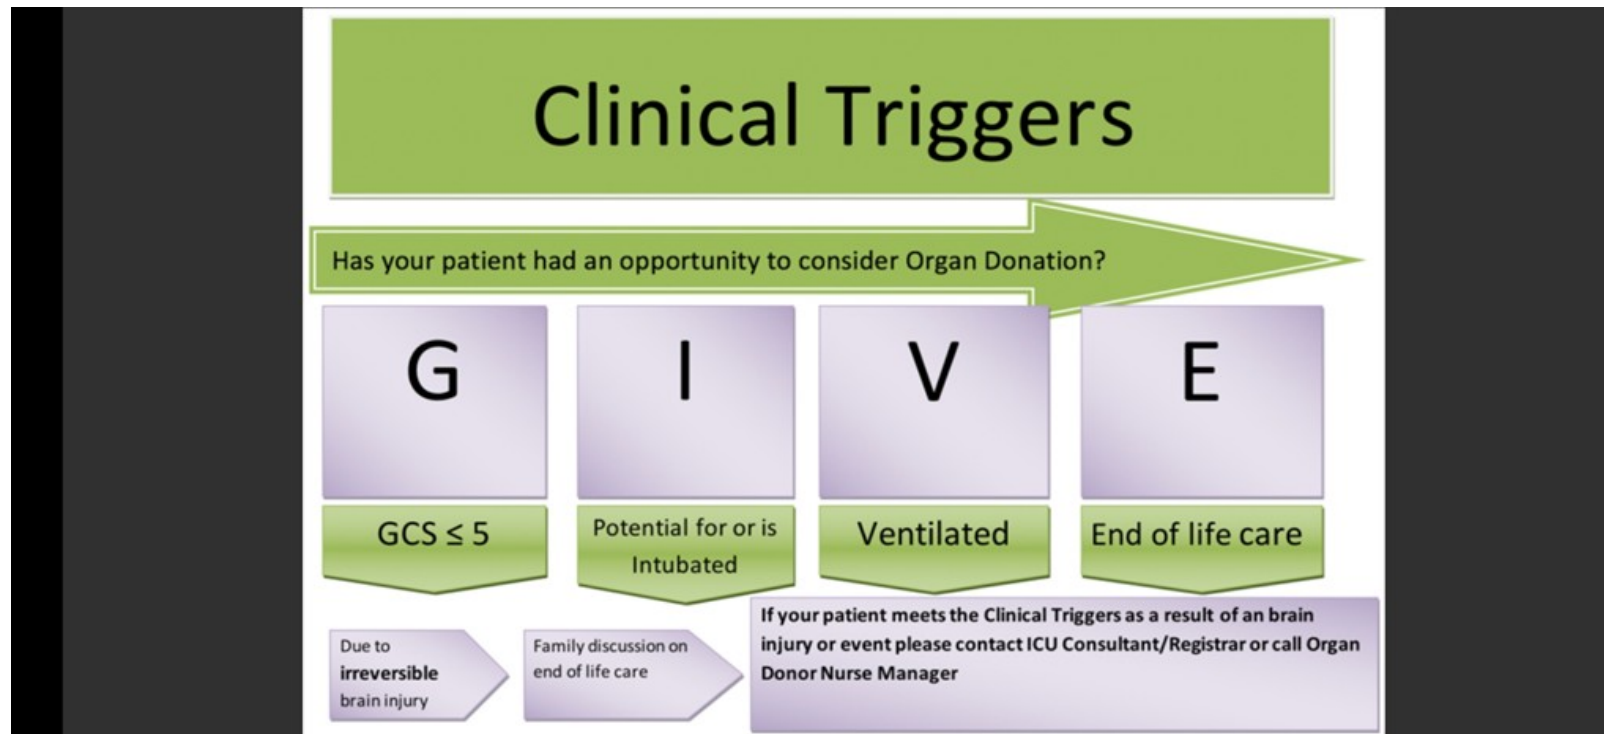 Clinical Triggers
Has your patient had an opportunity to consider Organ Donation?
G
I
V
E
GCS ≤ 5
Potential for or is
Intubated
Ventilated
End of life care
Due to
irreversible
brain injury
Family discussion on
end of life care
If your patient meets the Clinical Triggers as a result of an brain
injury or event please contact ICU Consultant/Registrar or call Organ
Donor Nurse Manager